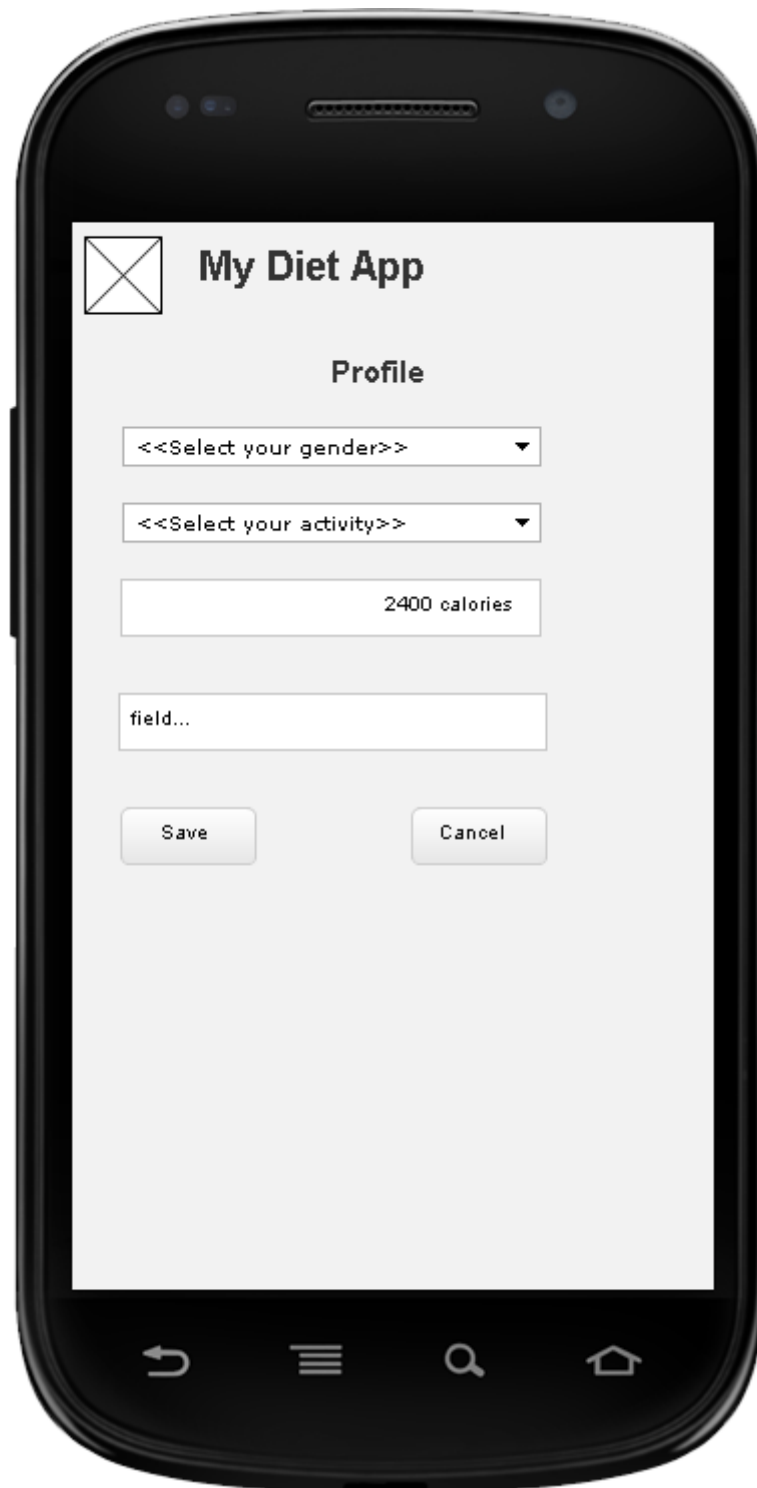 My Diet App
Profile
<<Select your gender>>
<<Select your activity>>
2400 calories
field...
Save
Cancel